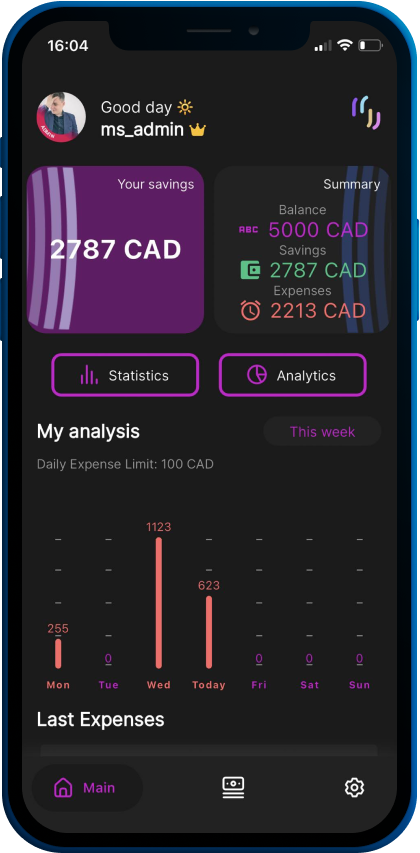 16:04
Good day ☀️
ms_admin 👑
Your savings
2787 CAD
Summary
Balance
ABC 5000 CAD
Savings
2787 CAD
Expenses
2213 CAD
Statistics
Analytics
My analysis
This week
Daily Expense Limit: 100 CAD
1123
623
255
0 0 0 0
Mon Tue Wed Today Fri Sat Sun
Last Expenses
Main